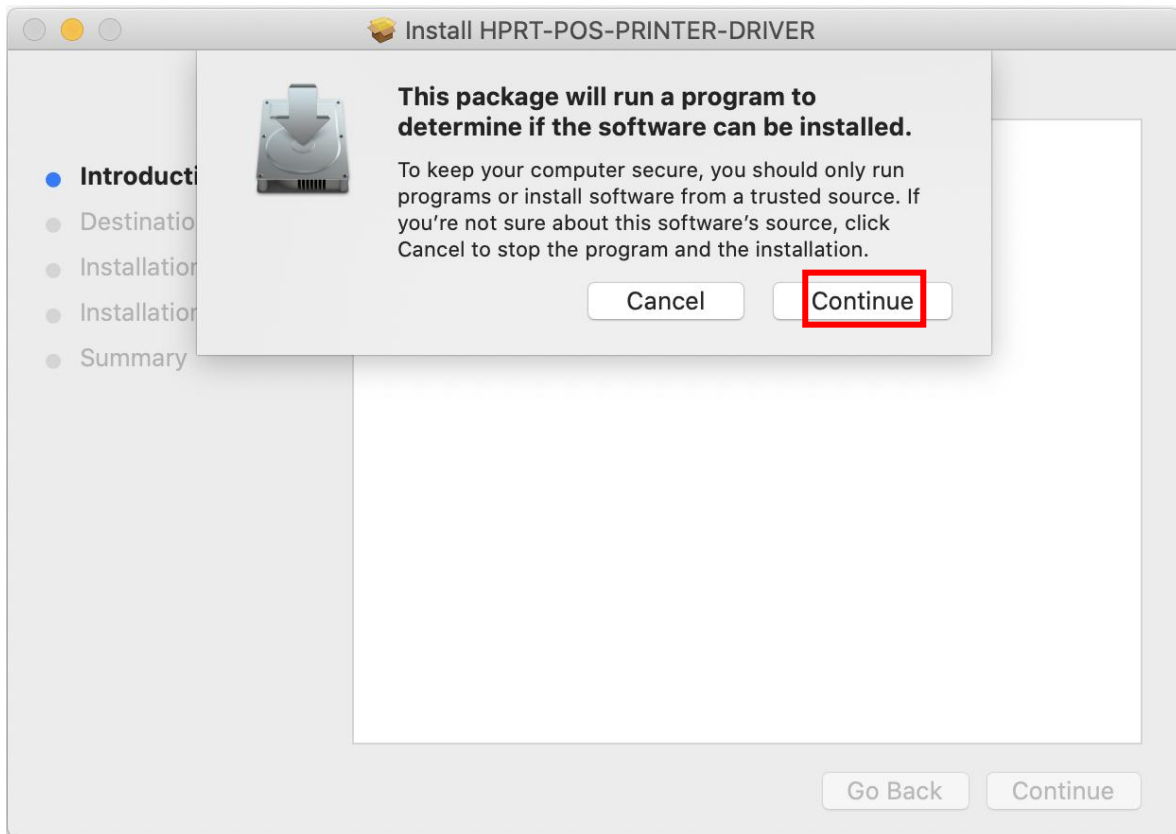 Install HPRT-POS-PRINTER-DRIVER
This package will run a program to
determine if the software can be installed.
To keep your computer secure, you should only run
programs or install software from a trusted source. If
you’re not sure about this software’s source, click
Cancel to stop the program and the installation.
Cancel
Continue
Introducti
Destinatio
Installation
Installation
Summary
Go Back
Continue